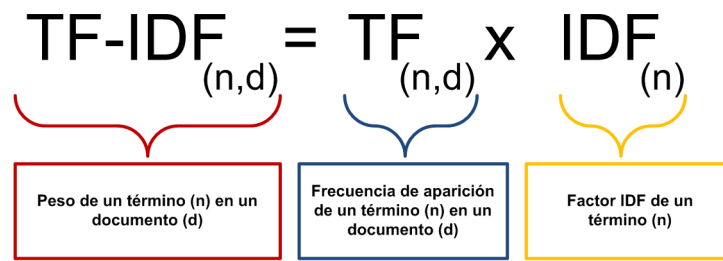 TF-IDF(n,d) = TF(n,d) x IDF(n)
Peso de un término (n) en un
documento (d)
Frecuencia de aparición
de un término (n) en un
documento (d)
Factor IDF de un
término (n)